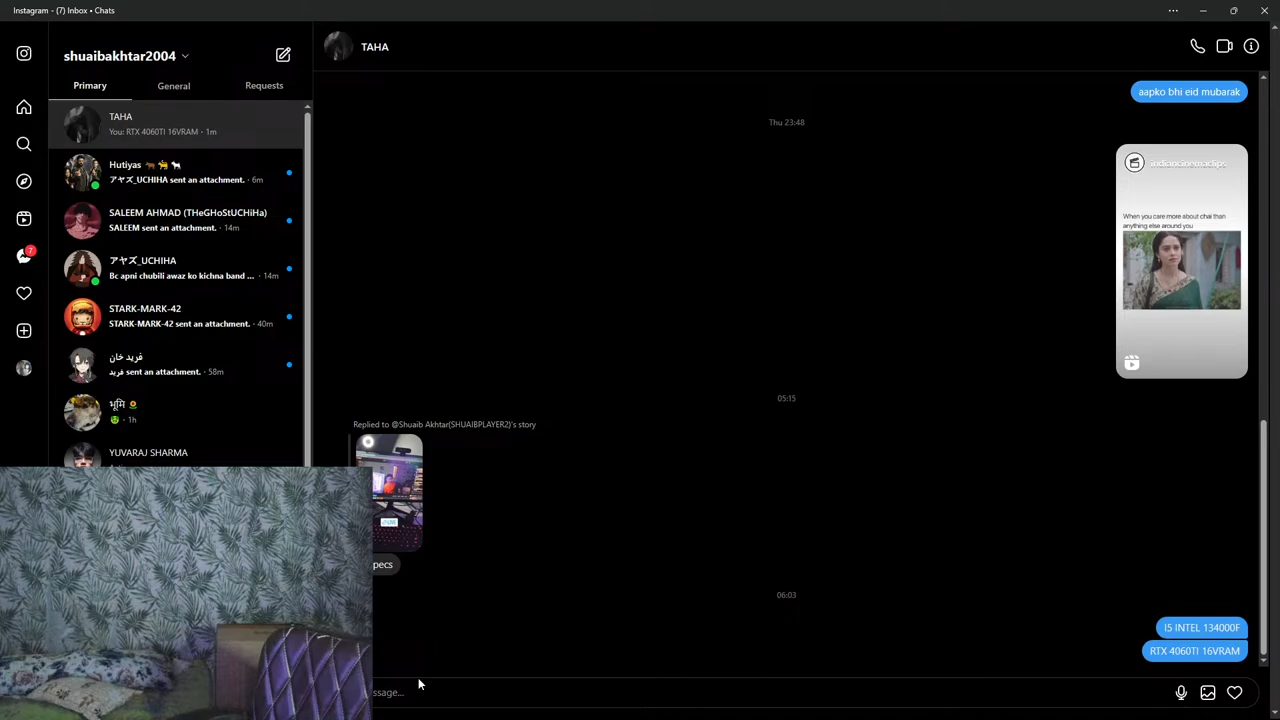 Instagram - (7) Inbox • Chats
shuaibakhtar2004
Primary
General
Requests
TAHA
You: RTX 4060TI 16VRAM · 1m
Hutiyas
アヤズ_UCHIHA sent an attachment. · 6m
SALEEM AHMAD (THeGHoStUCHiHa)
SALEEM sent an attachment. · 14m
アヤズ_UCHIHA
Bc apni chubili awaz ko kichna band ... · 14m
STARK-MARK-42
STARK-MARK-42 sent an attachment. · 40m
فرید خان
فرید sent an attachment. · 58m
भूमि
· 1h
YUVARAJ SHARMA
7
TAHA
aapko bhi eid mubarak
Thu 23:48
indiancinemaclips
When you care more about chai than
anything else around you
05:15
Replied to @Shuaib Akhtar(SHUAIBPLAYER2)'s story
pecs
06:03
I5 INTEL 134000F
RTX 4060TI 16VRAM
ssage...